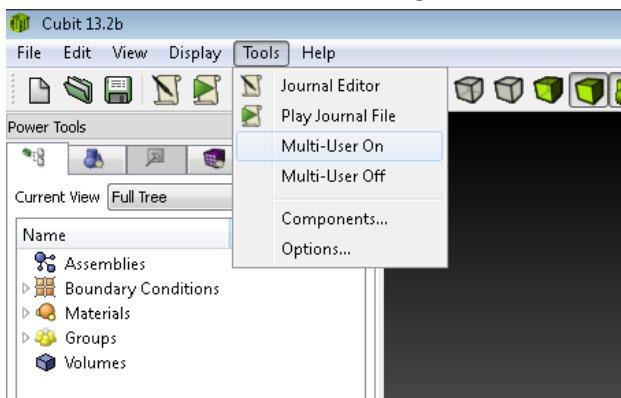 Cubit 13.2b
File Edit View Display Tools Help
Journal Editor
Play Journal File
Multi-User On
Multi-User Off
Components...
Options...
Power Tools
Current View Full Tree
Name
Assemblies
Boundary Conditions
Materials
Groups
Volumes